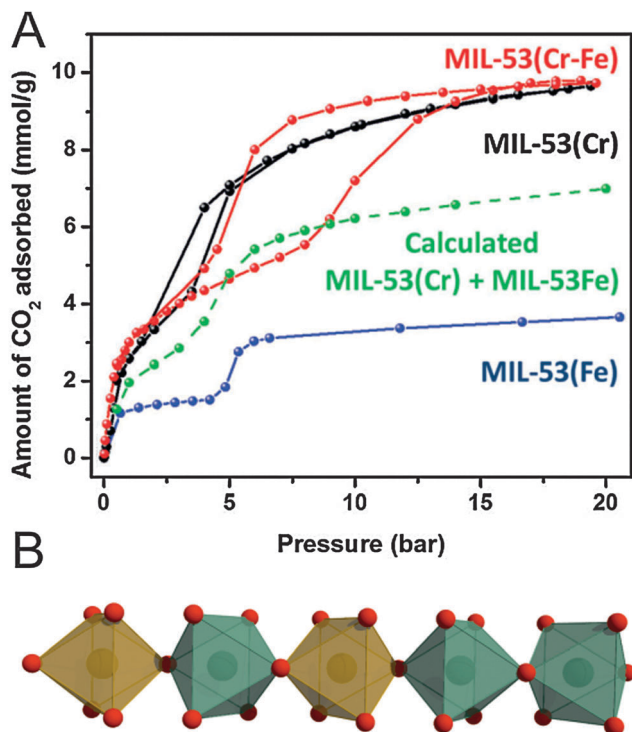 A
MIL-53(Cr-Fe)
MIL-53(Cr)
Calculated
MIL-53(Cr) + MIL-53Fe)
MIL-53(Fe)
Amount of CO₂ adsorbed (mmol/g)
10
8
6
4
2
0
0
5
10
15
20
Pressure (bar)
B